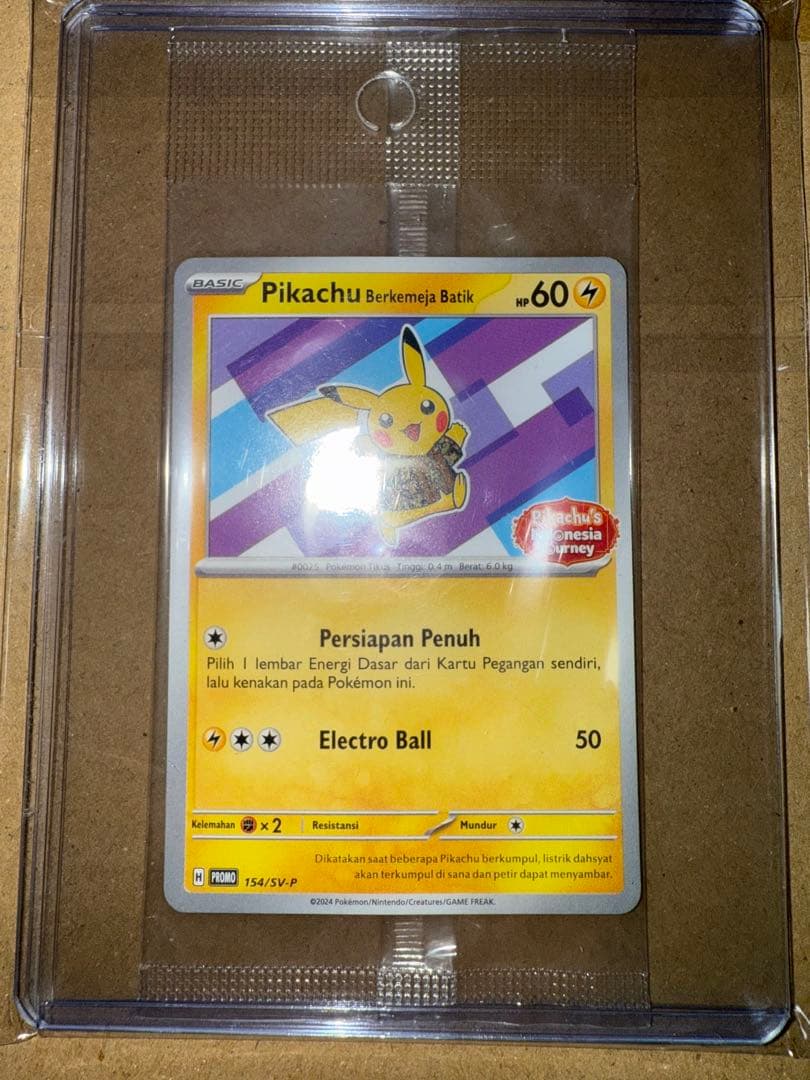 BASIC Pikachu Berkemeja Batik HP 60
Pikachu's
Indonesia
Journey
#0025 Pokémon Tikus Tinggi: 0.4 m Berat: 6.0 kg
Persiapan Penuh
Pilih 1 lembar Energi Dasar dari Kartu Pegangan sendiri,
lalu kenakan pada Pokémon ini.
Electro Ball 50
Kelemahan ×2 Resistansi Mundur
Dikatakan saat beberapa Pikachu berkumpul, listrik dahsyat
akan terkumpul di sana dan petir dapat menyambar.
H PROMO 154/SV-P
©2024 Pokémon/Nintendo/Creatures/GAME FREAK.